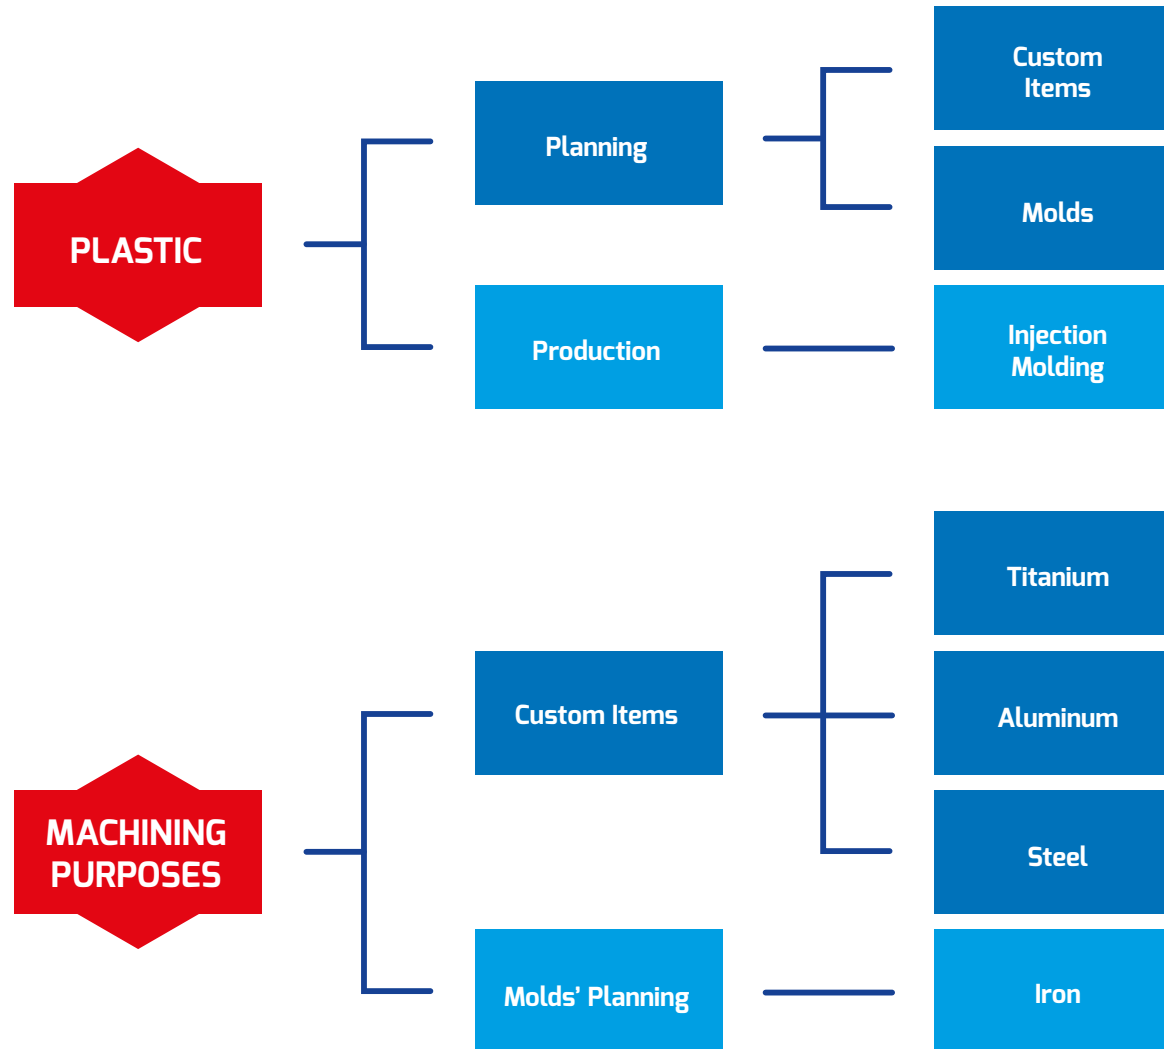 PLASTIC
Planning
Custom
Items
Molds
Production
Injection
Molding
MACHINING
PURPOSES
Custom Items
Titanium
Aluminum
Steel
Molds’ Planning
Iron